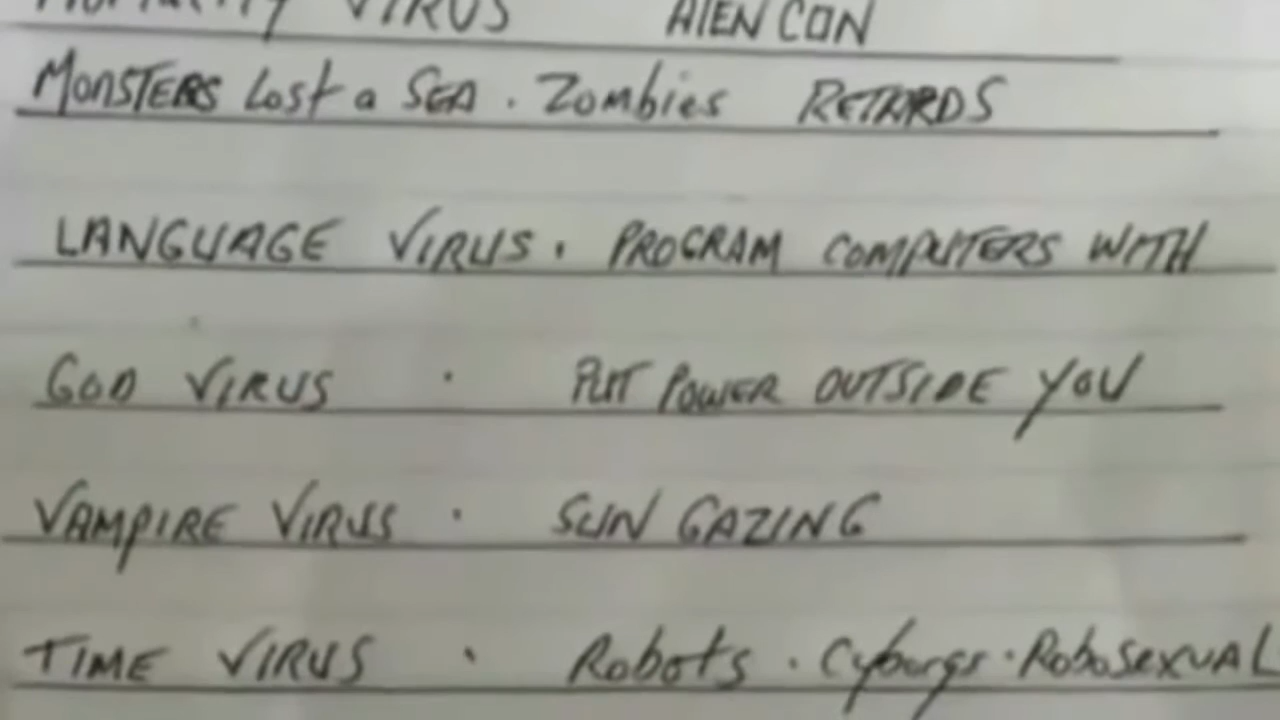 VIRUS AIEN CON
MONSTERS Lost a SEA . Zombies RETARDS
LANGUAGE VIRUS . PROGRAM COMPUTERS WITH
GOD VIRUS . PUT POWER OUTSIDE YOU
VAMPIRE VIRUS . SUN GAZING
TIME VIRUS . Robots . Cyborgs . ROBOSEXUAL